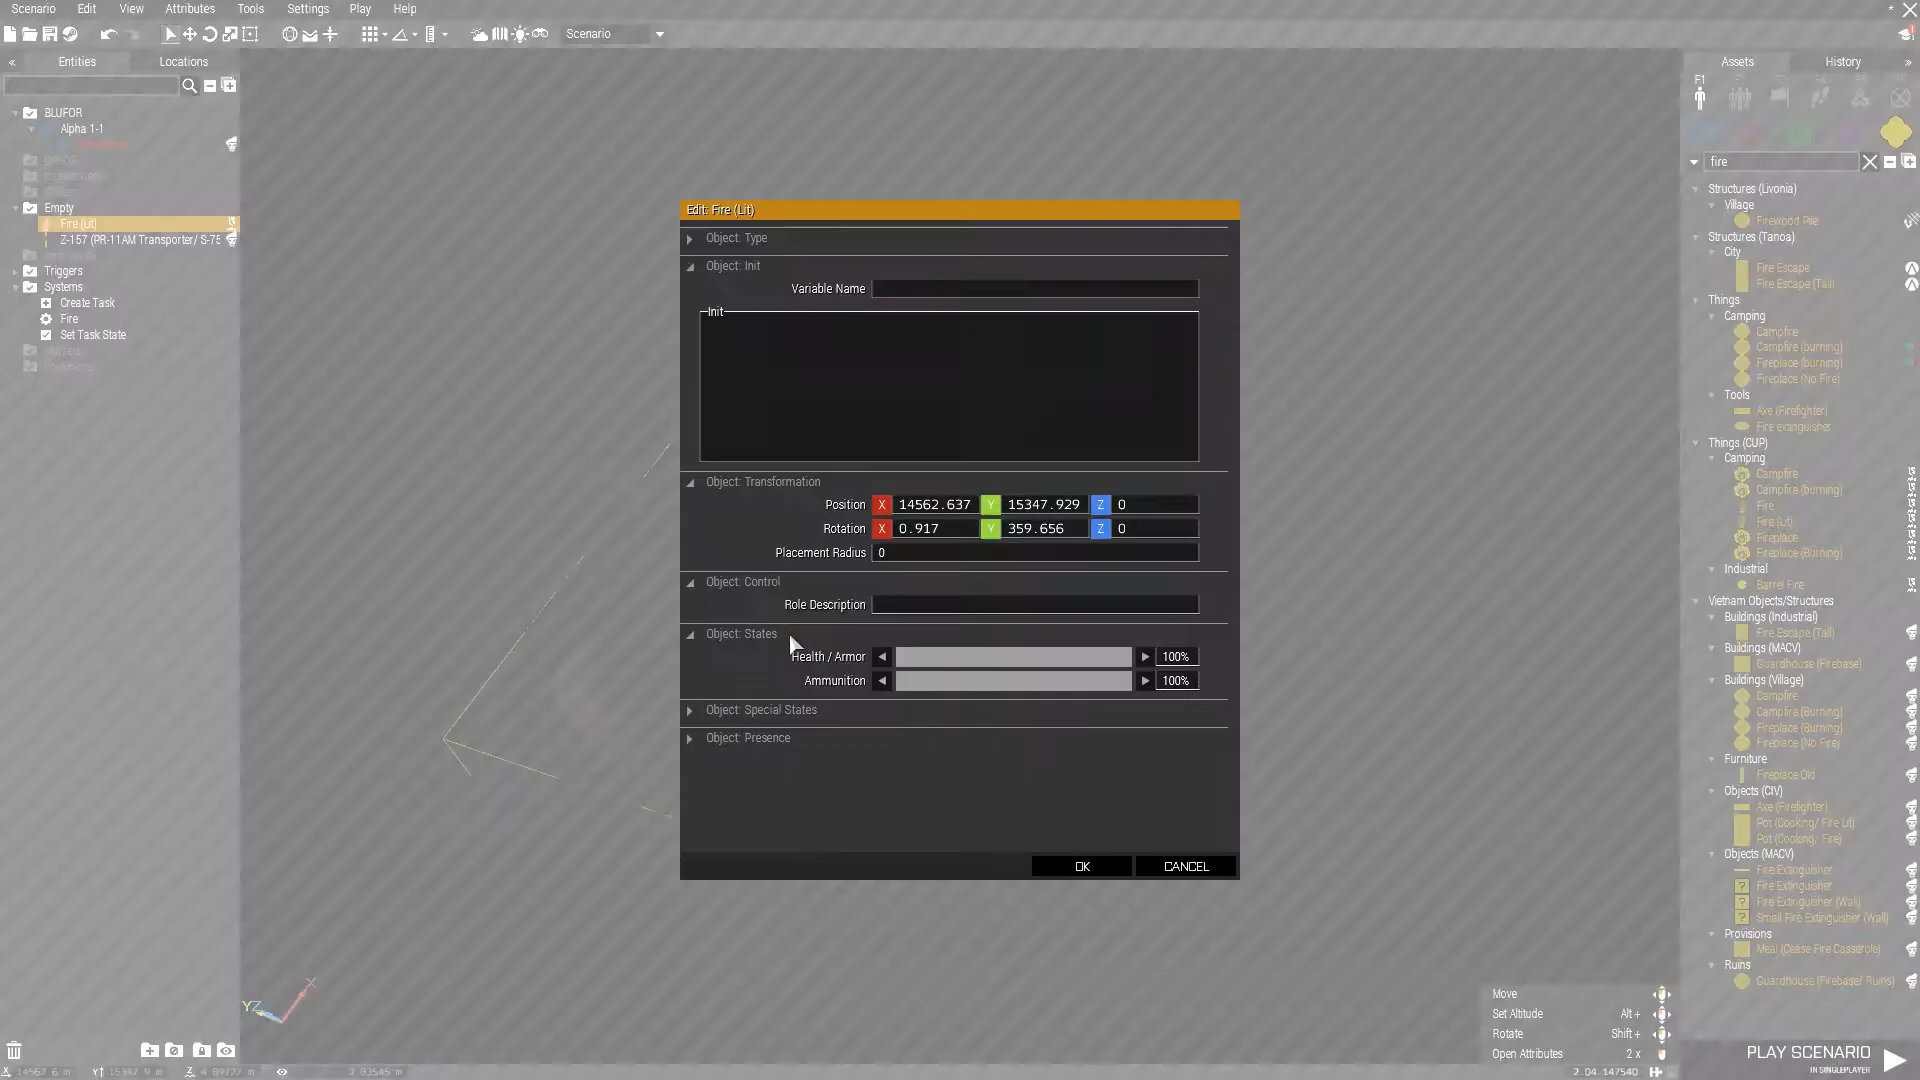 Scenario Edit View Attributes Tools Settings Play Help
Scenario
Entities Locations
BLUFOR
Alpha 1-1
Empty
Fire (Lit)
Z-157 (PR-11AM Transporter/ S-75
Triggers
Systems
Create Task
Fire
Set Task State
Edit: Fire (Lit)
Object: Type
Object: Init
Variable Name
Init
Object: Transformation
Position X 14562.637 Y 15347.929 Z 0
Rotation X 0.917 Y 359.656 Z 0
Placement Radius 0
Object: Control
Role Description
Object: States
Health / Armor 100%
Ammunition 100%
Object: Special States
Object: Presence
OK CANCEL
Assets History
F1
fire
Structures (Livonia)
Village
Firewood Pile
Structures (Tanoa)
City
Fire Escape
Fire Escape (Tall)
Things
Camping
Campfire
Campfire (burning)
Fireplace (burning)
Fireplace (No Fire)
Tools
Axe (Firefighter)
Fire extinguisher
Things (CUP)
Camping
Campfire
Campfire (burning)
Fire
Fire (Lit)
Fireplace
Fireplace (Burning)
Industrial
Barrel Fire
Vietnam Objects/Structures
Buildings (Industrial)
Fire Escape (Tall)
Buildings (MACV)
Guardhouse (Firebase)
Buildings (Village)
Campfire
Campfire (Burning)
Fireplace (Burning)
Fireplace (No Fire)
Furniture
Fireplace Old
Objects (CIV)
Axe (Firefighter)
Pot (Cooking/ Fire Lit)
Pot (Cooking/ Fire)
Objects (MACV)
Fire Extinguisher
Fire Extinguisher
Fire Extinguisher (Wall)
Small Fire Extinguisher (Wall)
Provisions
Meal (Cease Fire Casserole)
Ruins
Guardhouse (Firebase/ Ruins)
X
YZ
Move
Set Altitude Alt +
Rotate Shift +
Open Attributes 2 x
PLAY SCENARIO
IN SINGLEPLAYER
X 14562.6 m Y 15347.9 m Z
2.04.147540